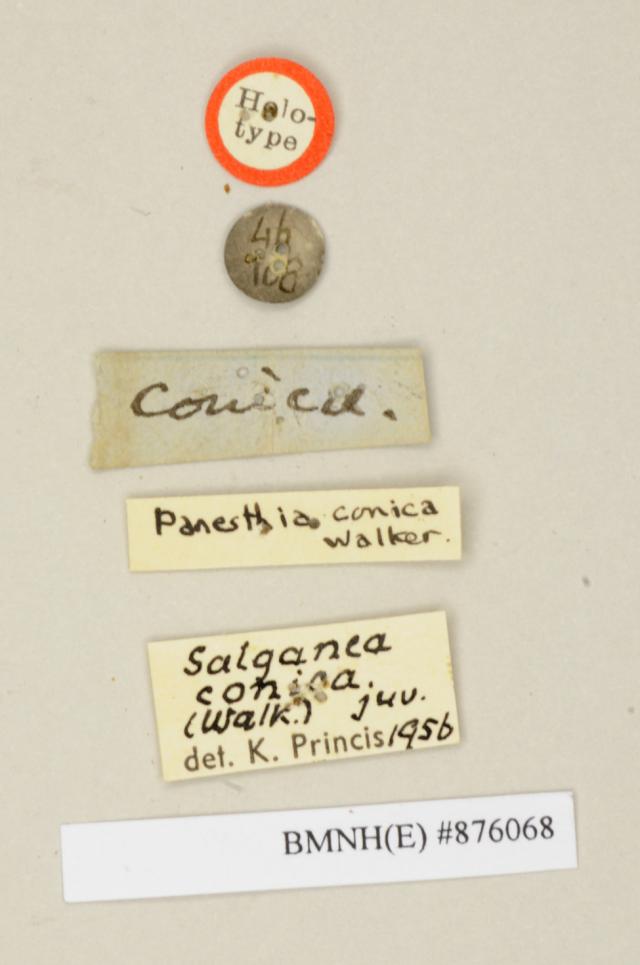 Holo-
type
46
108
conica.
Panesthia conica
Walker.
Salganea
conica.
(Walk.) juv.
det. K. Princis 1956
BMNH(E) #876068